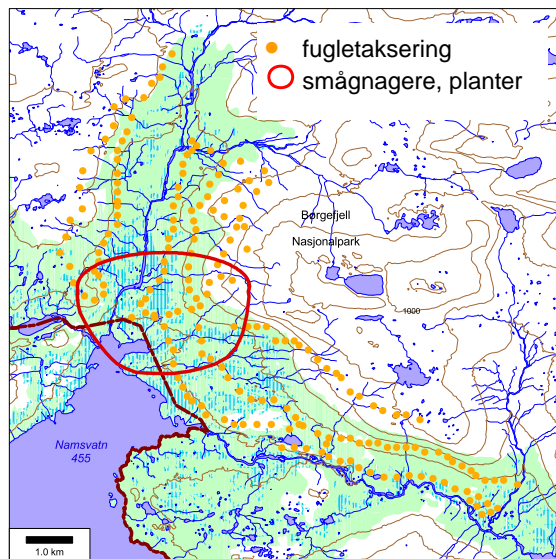 fugletaksering
smågnagere, planter
Børgefjell
Nasjonalpark
1000
Namsvatn
455
1.0 km